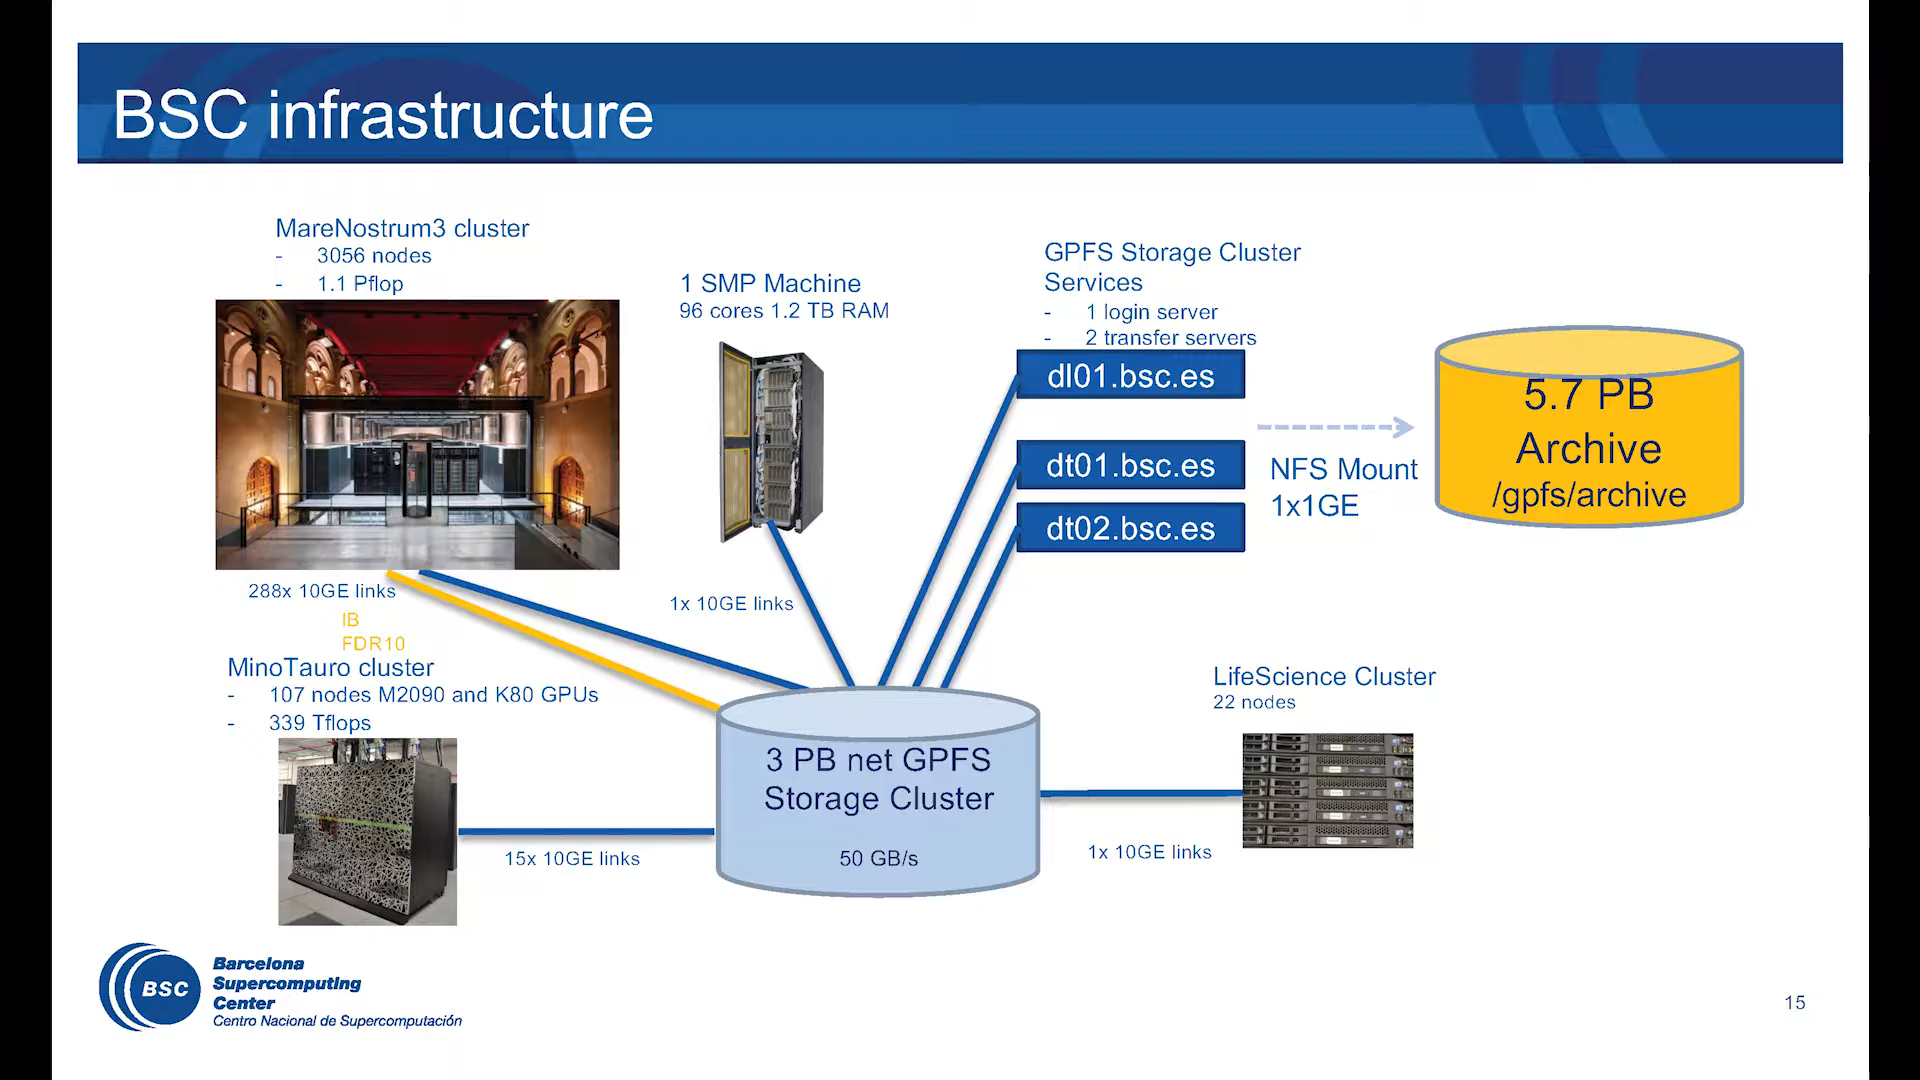 BSC infrastructure
MareNostrum3 cluster
- 3056 nodes
- 1.1 Pflop
1 SMP Machine
96 cores 1.2 TB RAM
GPFS Storage Cluster
Services
- 1 login server
- 2 transfer servers
dl01.bsc.es
dt01.bsc.es
dt02.bsc.es
NFS Mount
1x1GE
5.7 PB
Archive
/gpfs/archive
288x 10GE links
IB
FDR10
1x 10GE links
MinoTauro cluster
- 107 nodes M2090 and K80 GPUs
- 339 Tflops
15x 10GE links
3 PB net GPFS
Storage Cluster
50 GB/s
LifeScience Cluster
22 nodes
1x 10GE links
BSC
Barcelona
Supercomputing
Center
Centro Nacional de Supercomputación
15